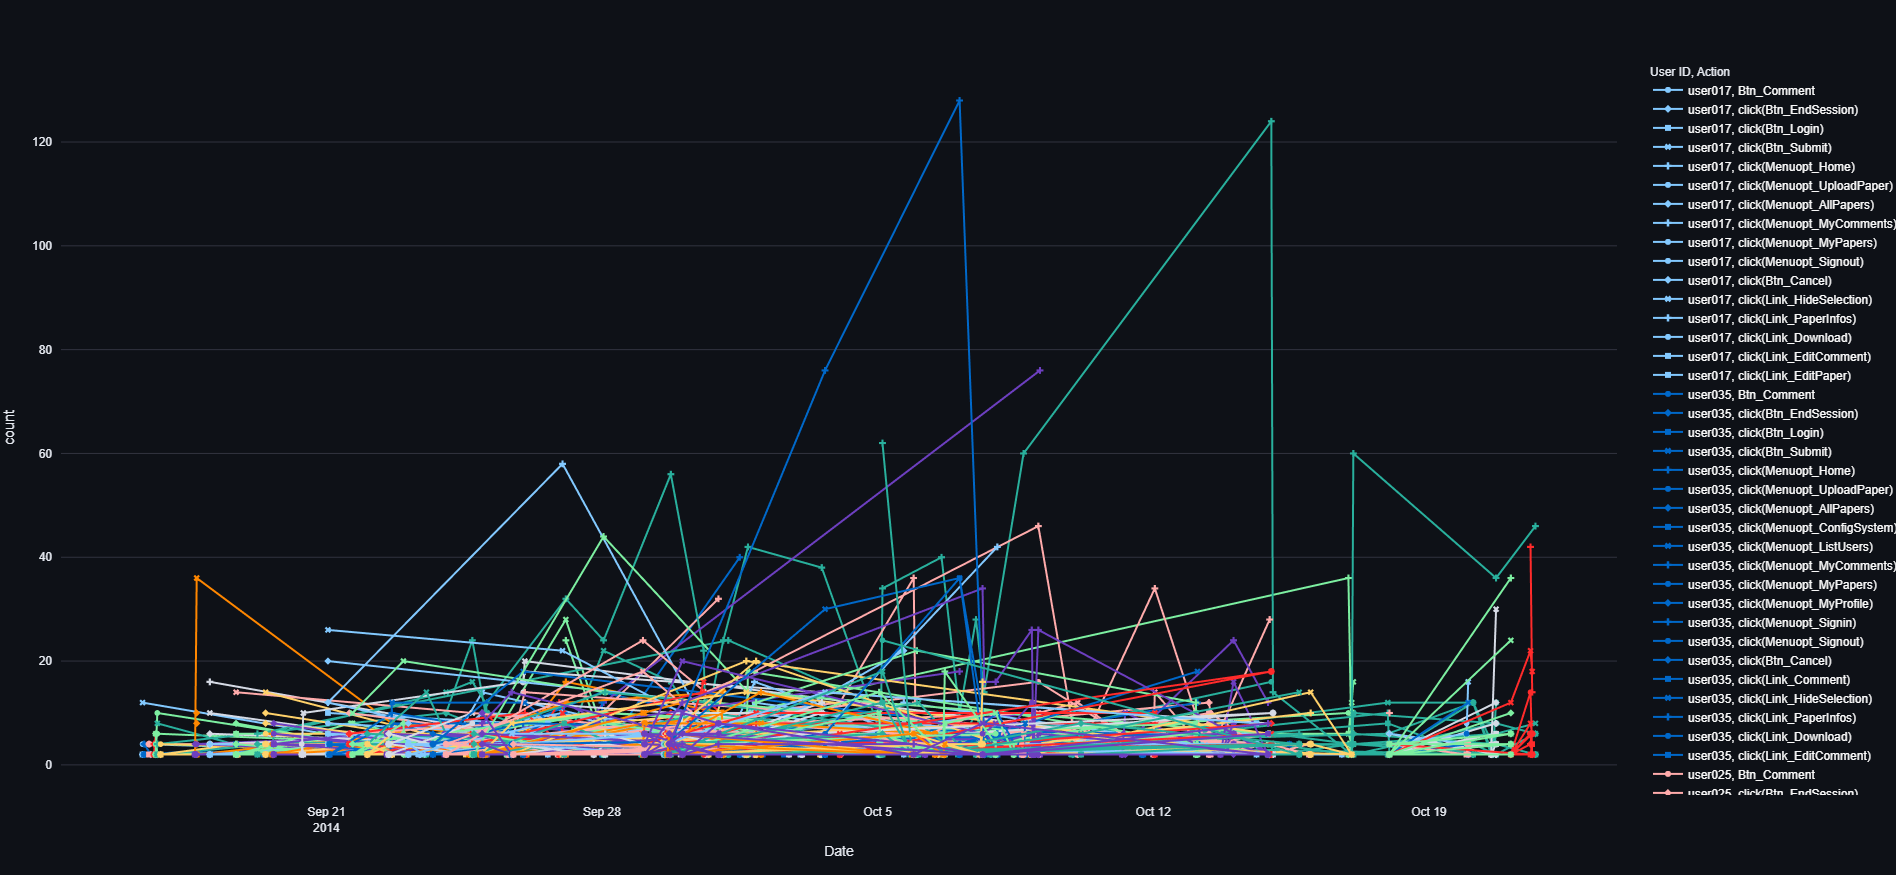 User ID, Action
user017, Btn_Comment
user017, click(Btn_EndSession)
user017, click(Btn_Login)
user017, click(Btn_Submit)
user017, click(Menuopt_Home)
user017, click(Menuopt_UploadPaper)
user017, click(Menuopt_AllPapers)
user017, click(Menuopt_MyComments)
user017, click(Menuopt_MyPapers)
user017, click(Menuopt_Signout)
user017, click(Btn_Cancel)
user017, click(Link_HideSelection)
user017, click(Link_PaperInfos)
user017, click(Link_Download)
user017, click(Link_EditComment)
user017, click(Link_EditPaper)
user035, Btn_Comment
user035, click(Btn_EndSession)
user035, click(Btn_Login)
user035, click(Btn_Submit)
user035, click(Menuopt_Home)
user035, click(Menuopt_UploadPaper)
user035, click(Menuopt_AllPapers)
user035, click(Menuopt_ConfigSystem)
user035, click(Menuopt_ListUsers)
user035, click(Menuopt_MyComments)
user035, click(Menuopt_MyPapers)
user035, click(Menuopt_MyProfile)
user035, click(Menuopt_Signin)
user035, click(Menuopt_Signout)
user035, click(Btn_Cancel)
user035, click(Link_Comment)
user035, click(Link_HideSelection)
user035, click(Link_PaperInfos)
user035, click(Link_Download)
user035, click(Link_EditComment)
user025, Btn_Comment
user025, click(Btn_EndSession)
120
100
80
60
40
20
0
count
Sep 21
2014
Sep 28
Oct 5
Oct 12
Oct 19
Date